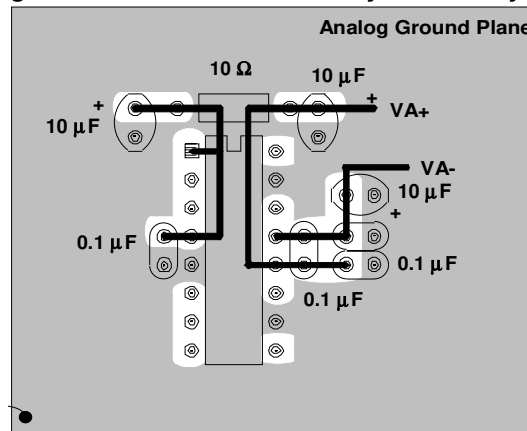 Analog Ground Plane
10 Ω
10 µF
+
+
VA+
10 µF
VA-
10 µF
+
0.1 µF
0.1 µF
0.1 µF